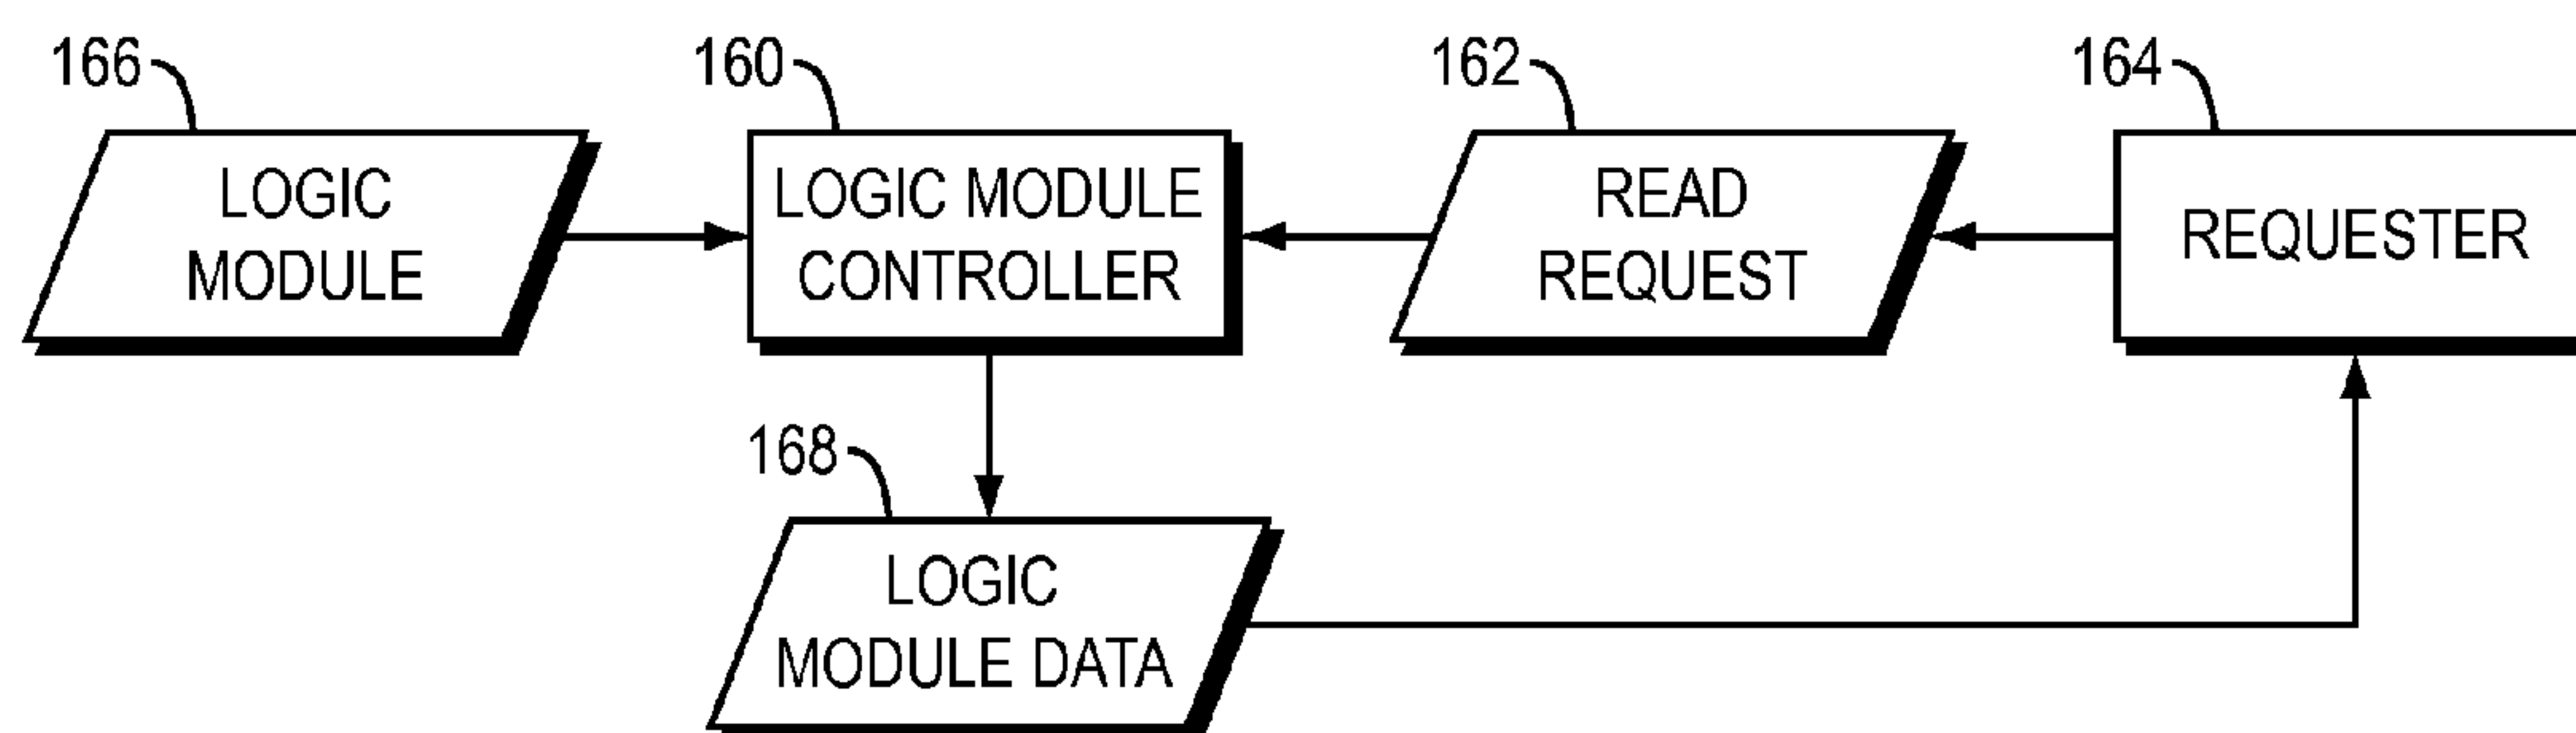 166
160
162
164
LOGIC
MODULE
LOGIC MODULE
CONTROLLER
READ
REQUEST
REQUESTER
168
LOGIC
MODULE DATA